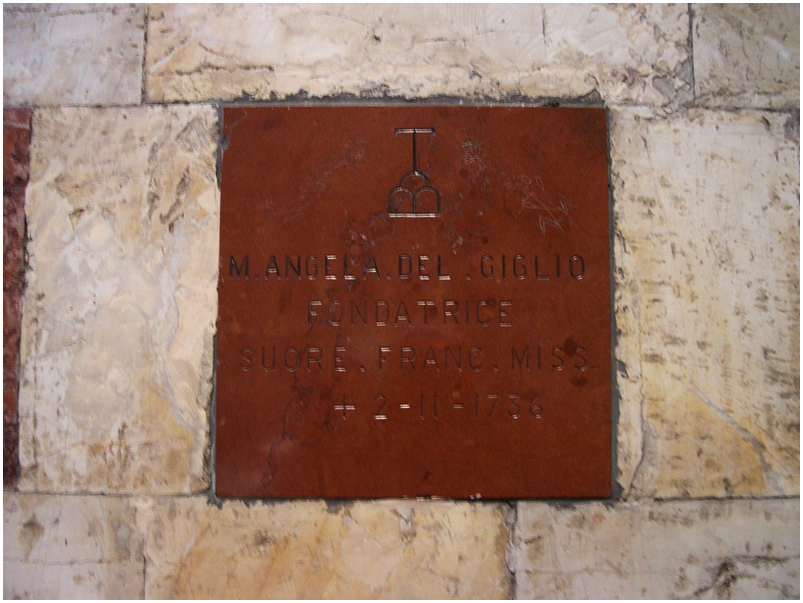 M. ANGELA. DEL. GIGLIO
FONDATRICE
SUORE. FRANC. MISS.
+ 2-11-1736